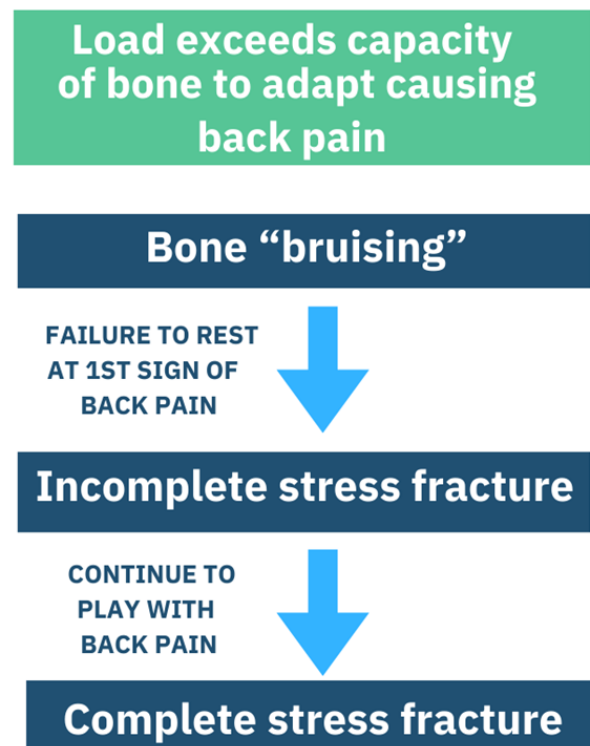 Load exceeds capacity
of bone to adapt causing
back pain
Bone “bruising”
FAILURE TO REST
AT 1ST SIGN OF
BACK PAIN
Incomplete stress fracture
CONTINUE TO
PLAY WITH
BACK PAIN
Complete stress fracture